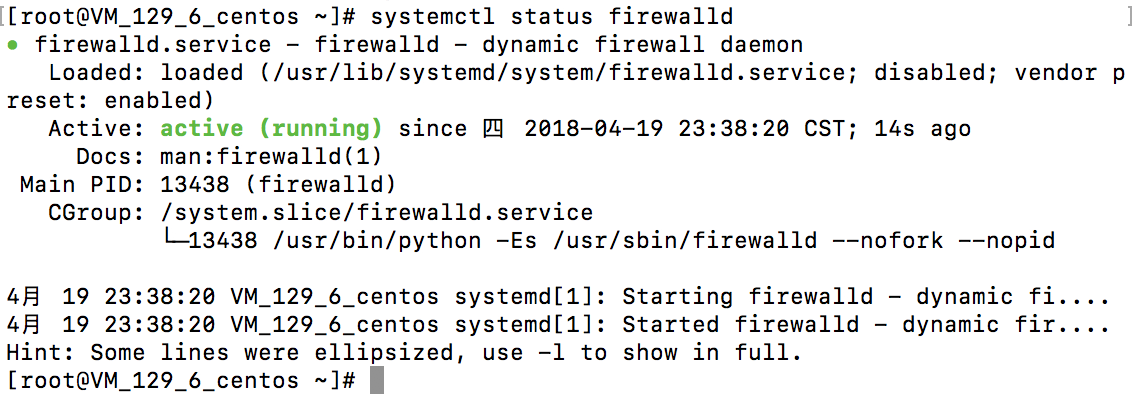 [[root@VM_129_6_centos ~]# systemctl status firewalld ]
● firewalld.service - firewalld - dynamic firewall daemon
   Loaded: loaded (/usr/lib/systemd/system/firewalld.service; disabled; vendor p
reset: enabled)
   Active: active (running) since 四 2018-04-19 23:38:20 CST; 14s ago
     Docs: man:firewalld(1)
 Main PID: 13438 (firewalld)
   CGroup: /system.slice/firewalld.service
           └─13438 /usr/bin/python -Es /usr/sbin/firewalld --nofork --nopid

4月 19 23:38:20 VM_129_6_centos systemd[1]: Starting firewalld - dynamic fi....
4月 19 23:38:20 VM_129_6_centos systemd[1]: Started firewalld - dynamic fir....
Hint: Some lines were ellipsized, use -l to show in full.
[root@VM_129_6_centos ~]#